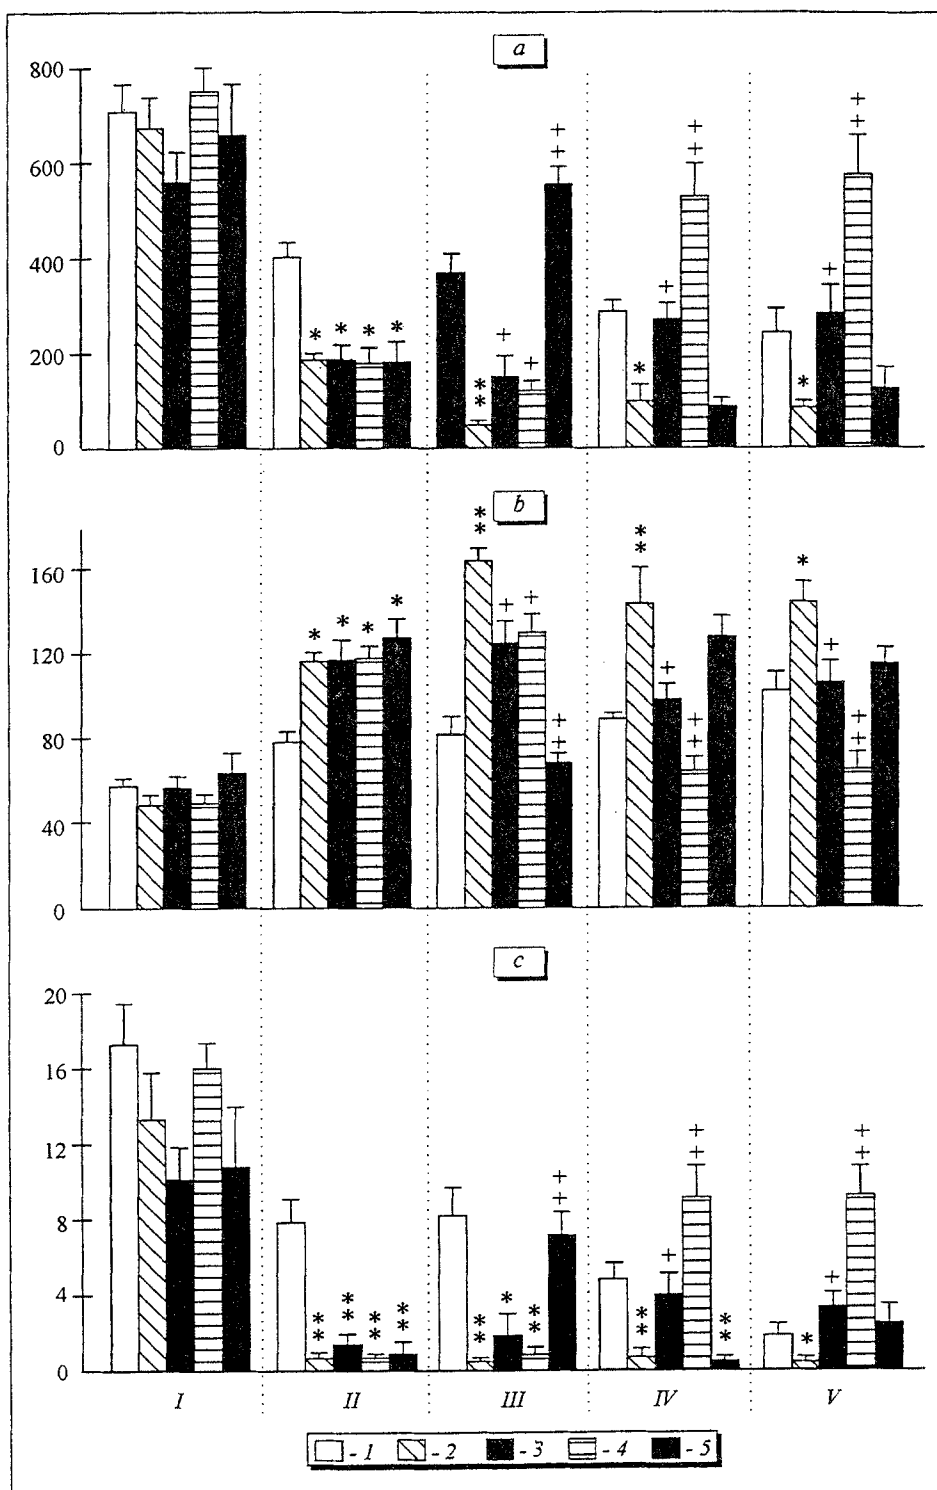 a
800
600
400
200
0
* * * *
* * + + + +
* + + +
* + + +
b
160
120
80
40
0
* * * *
* * + + + +
* * + + +
* + + +
c
20
16
12
8
4
0
* * * * * * * *
* * * * * + +
* * + + + * *
* + + +
I II III IV V
- 1 - 2 - 3 - 4 - 5